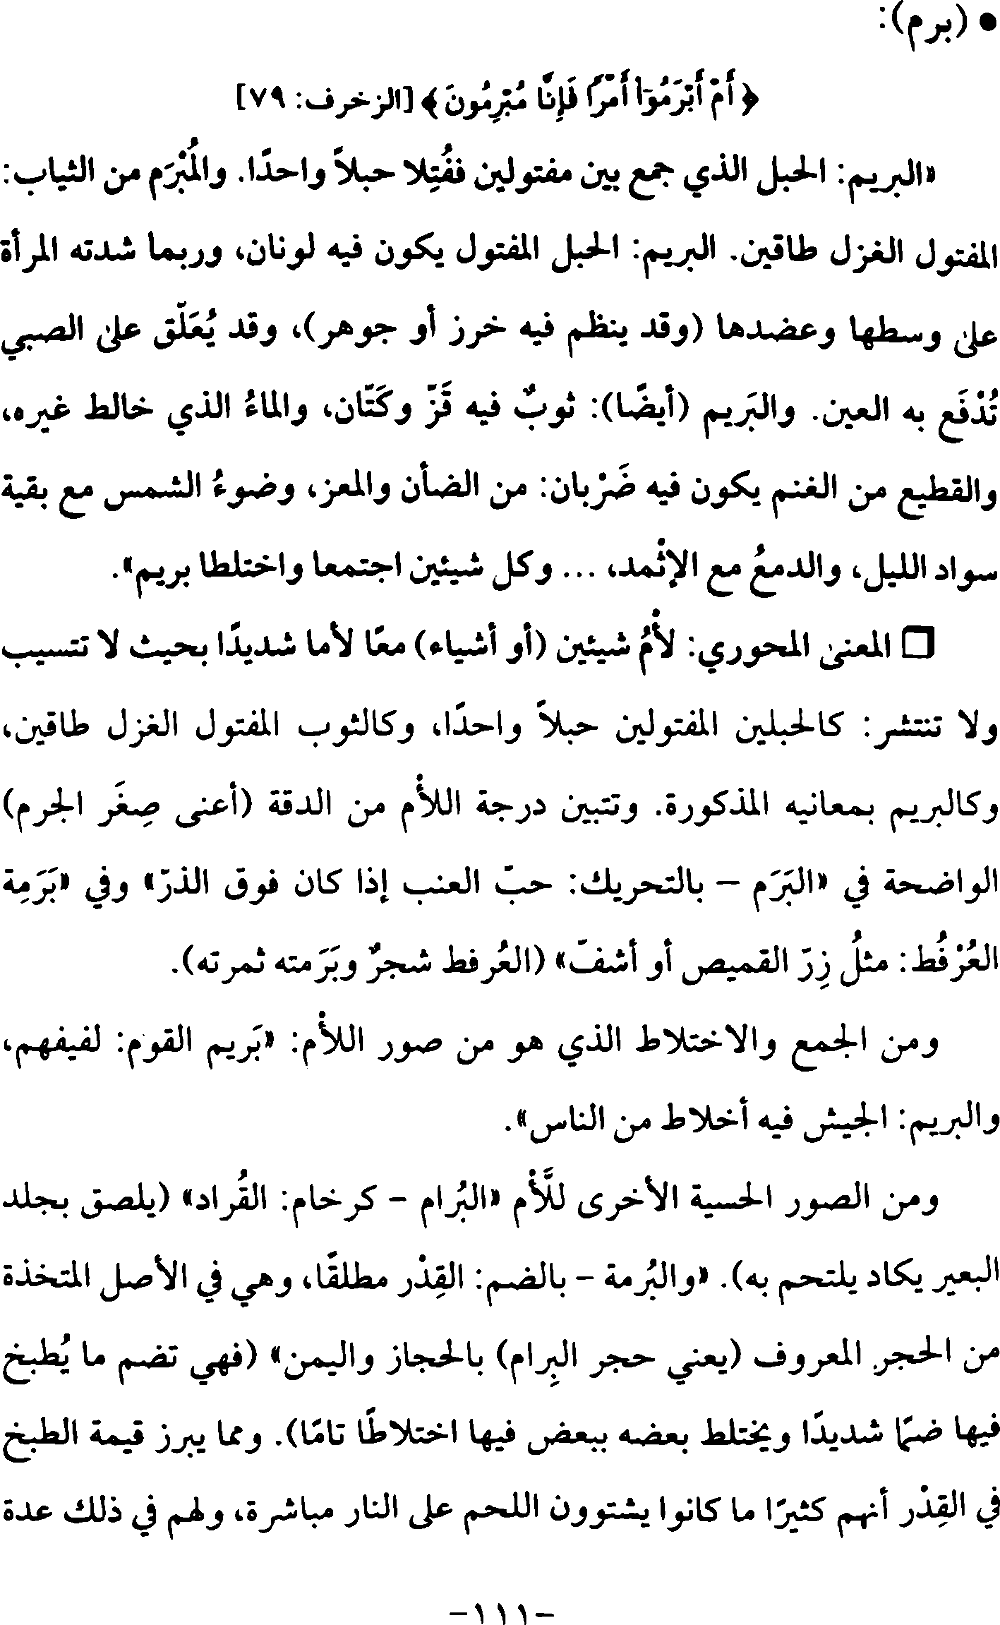 ● (برم):
﴿أَمْ أَبْرَمُوٓا۟ أَمْرًا فَإِنَّا مُبْرِمُونَ﴾ [الزخرف: ٧٩]
«البريم: الحبل الذي جمع بين مفتولين ففُتِلا حبلاً واحدًا. والمُبْرَم من الثياب:
المفتول الغزل طاقين. البريم: الحبل المفتول يكون فيه لونان، وربما شدته المرأة
على وسطها وعضدها (وقد ينظم فيه خرز أو جوهر)، وقد يُعَلّق على الصبي
تُدْفَع به العين. والبَريم (أيضًا): ثوبٌ فيه قَزّ وكَتّان، والماءُ الذي خالط غيره،
والقطيع من الغنم يكون فيه ضَرْبان: من الضأن والمعز، وضوءُ الشمس مع بقية
سواد الليل، والدمعُ مع الإثْمد، ... وكل شيئين اجتمعا واختلطا بريم».
❒ المعنى المحوري: لأْمُ شيئين (أو أشياء) معًا لأما شديدًا بحيث لا تتسيب
ولا تنتشر: كالحبلين المفتولين حبلاً واحدًا، وكالثوب المفتول الغزل طاقين،
وكالبريم بمعانيه المذكورة. وتتبين درجة اللأْم من الدقة (أعنى صِغَر الجرم)
الواضحة في «البَرَم – بالتحريك: حبّ العنب إذا كان فوق الذرّ» وفي «بَرَمِة
العُرْفُط: مثلُ زِرّ القميص أو أشفّ» (العُرفط شجرٌ وبَرَمته ثمرته).
ومن الجمع والاختلاط الذي هو من صور اللأْم: «بَريم القوم: لفيفهم،
والبريم: الجيش فيه أخلاط من الناس».
ومن الصور الحسية الأخرى للَّأْم «البُرام – كرخام: القُراد» (يلصق بجلد
البعير يكاد يلتحم به). «والبُرمة – بالضم: القِدْر مطلقًا، وهي في الأصل المتخذة
من الحجر المعروف (يعني حجر البِرام) بالحجاز واليمن» (فهي تضم ما يُطبخ
فيها ضمًّا شديدًا ويختلط بعضه ببعض فيها اختلاطًا تامًا). ومما يبرز قيمة الطبخ
في القِدْر أنهم كثيرًا ما كانوا يشتوون اللحم على النار مباشرة، ولهم في ذلك عدة
–١١١–